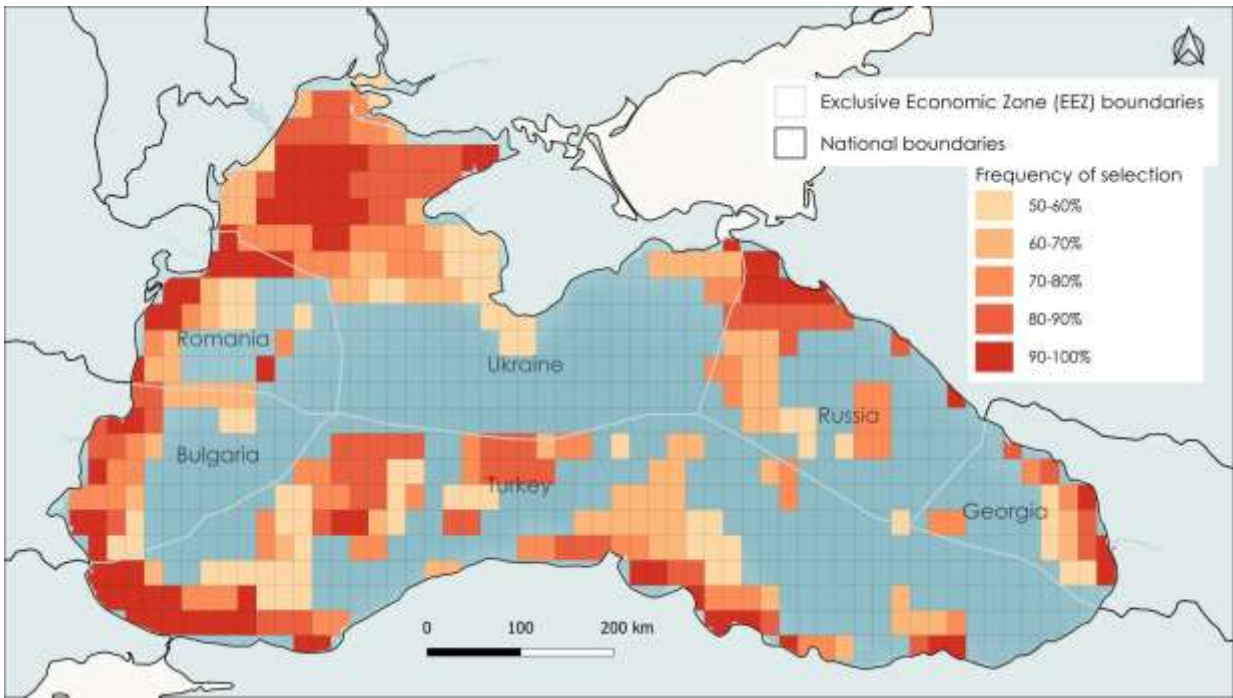 Exclusive Economic Zone (EEZ) boundaries
National boundaries
Frequency of selection
50-60%
60-70%
70-80%
80-90%
90-100%
Romania
Ukraine
Russia
Bulgaria
Turkey
Georgia
0 100 200 km